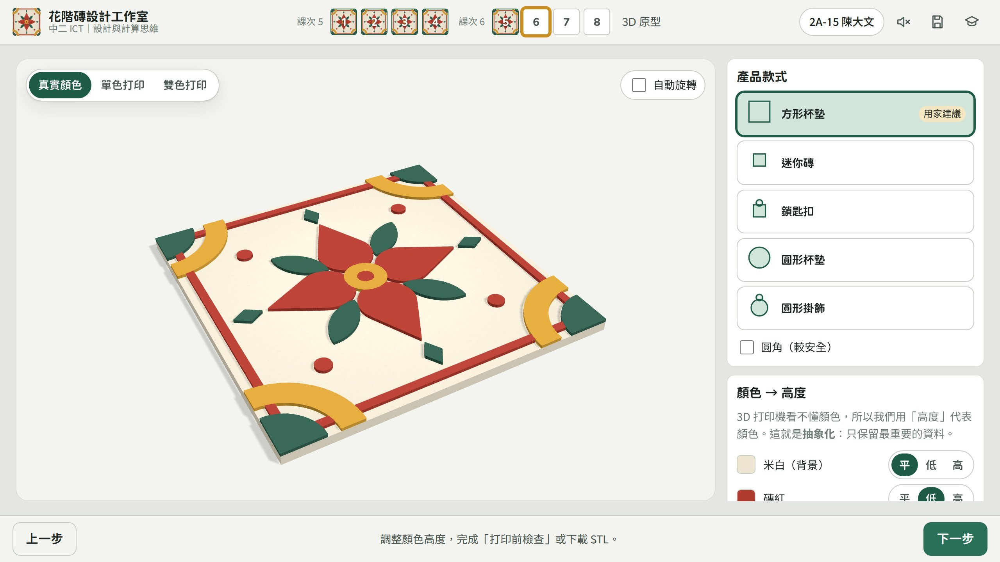 花階磚設計工作室
中二 ICT｜設計與計算思維
課次 5
1
2
3
4
課次 6
5
6
7
8
3D 原型
2A-15 陳大文
真實顏色
單色打印
雙色打印
自動旋轉
產品款式
方形杯墊
用家建議
迷你磚
鎖匙扣
圓形杯墊
圓形掛飾
圓角（較安全）
顏色 → 高度
3D 打印機看不懂顏色，所以我們用「高度」代表
顏色。這就是抽象化：只保留最重要的資料。
米白（背景）
平 低 高
磚紅
平 低 高
上一步
調整顏色高度，完成「打印前檢查」或下載 STL。
下一步